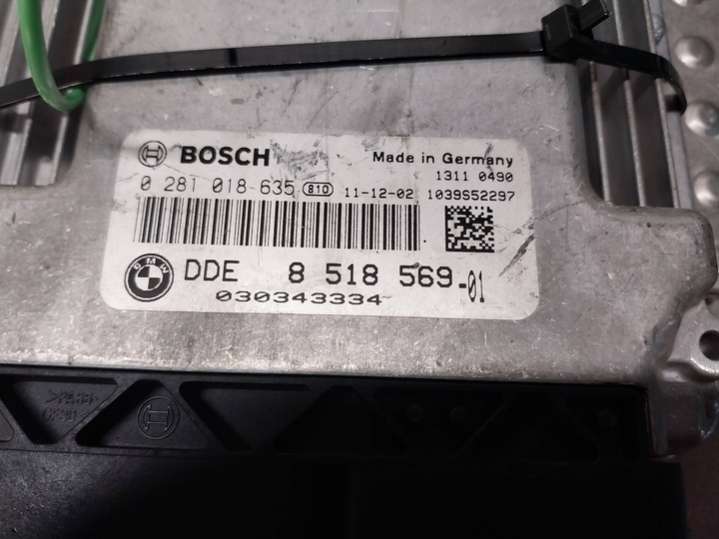 BOSCH Made in Germany
1311 0490
0 281 018 635 810 11-12-02 1039S52297
BMW DDE 8 518 569-01
030343334